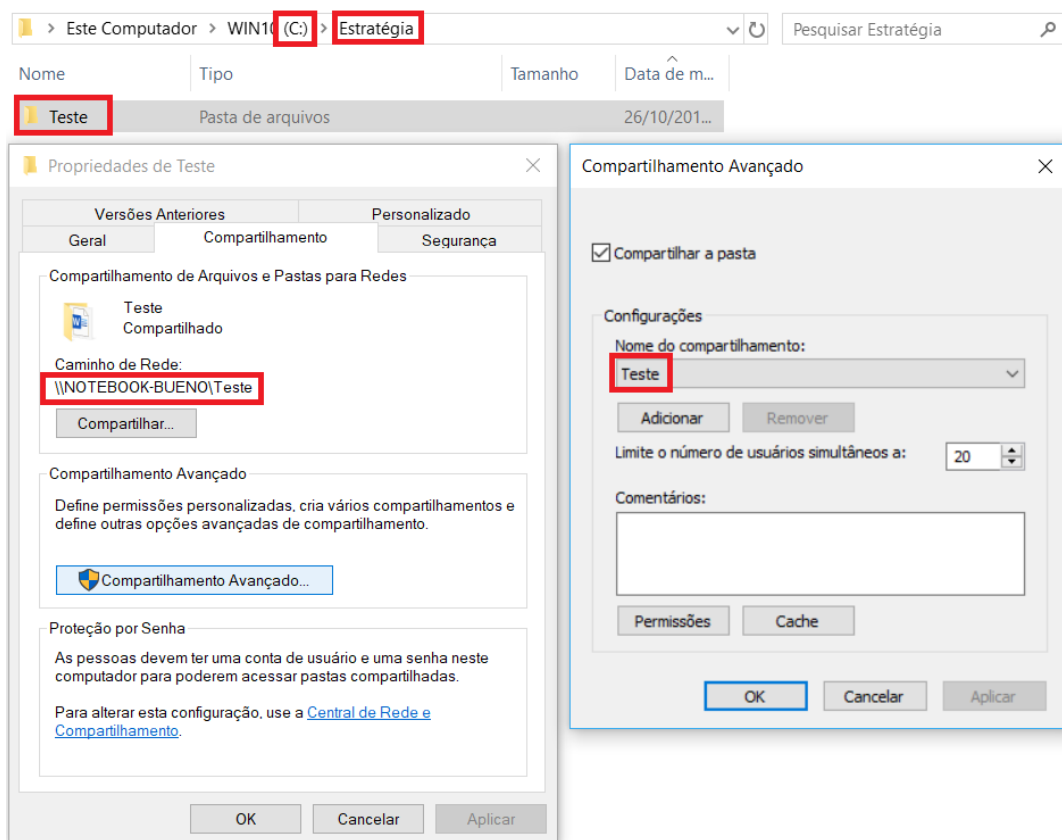 Este Computador > WIN10 (C:) > Estratégia
Pesquisar Estratégia
Nome Tipo Tamanho Data de m...
Teste Pasta de arquivos 26/10/201...
Propriedades de Teste
Versões Anteriores Personalizado
Geral Compartilhamento Segurança
Compartilhamento de Arquivos e Pastas para Redes
Teste
Compartilhado
Caminho de Rede:
\\NOTEBOOK-BUENO\Teste
Compartilhar...
Compartilhamento Avançado
Define permissões personalizadas, cria vários compartilhamentos e
define outras opções avançadas de compartilhamento.
Compartilhamento Avançado...
Proteção por Senha
As pessoas devem ter uma conta de usuário e uma senha neste
computador para poderem acessar pastas compartilhadas.
Para alterar esta configuração, use a Central de Rede e
Compartilhamento.
OK Cancelar Aplicar
Compartilhamento Avançado
Compartilhar a pasta
Configurações
Nome do compartilhamento:
Teste
Adicionar Remover
Limite o número de usuários simultâneos a: 20
Comentários:
Permissões Cache
OK Cancelar Aplicar